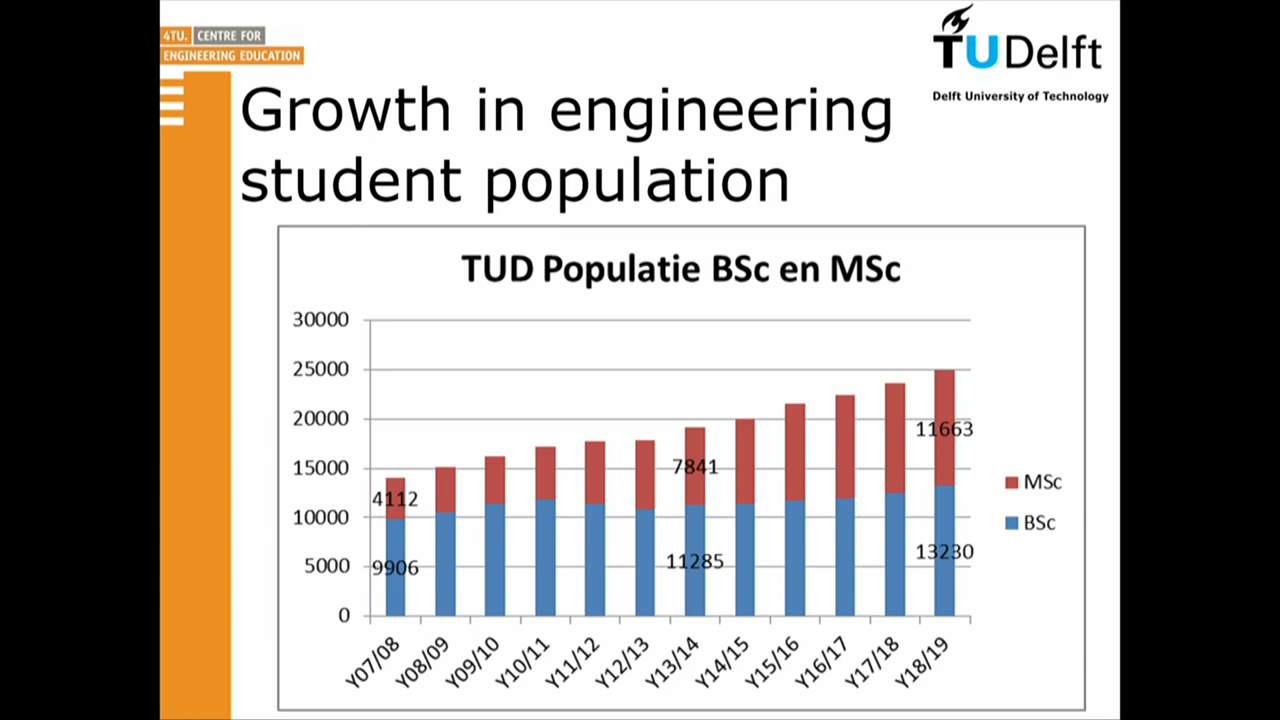 4TU. CENTRE FOR
ENGINEERING EDUCATION
TU Delft
Delft University of Technology
Growth in engineering
student population
TUD Populatie BSc en MSc
30000
25000
20000
15000
10000
5000
0
4112
9906
7841
11285
11663
13230
MSc
BSc
Y07/08
Y08/09
Y09/10
Y10/11
Y11/12
Y12/13
Y13/14
Y14/15
Y15/16
Y16/17
Y17/18
Y18/19